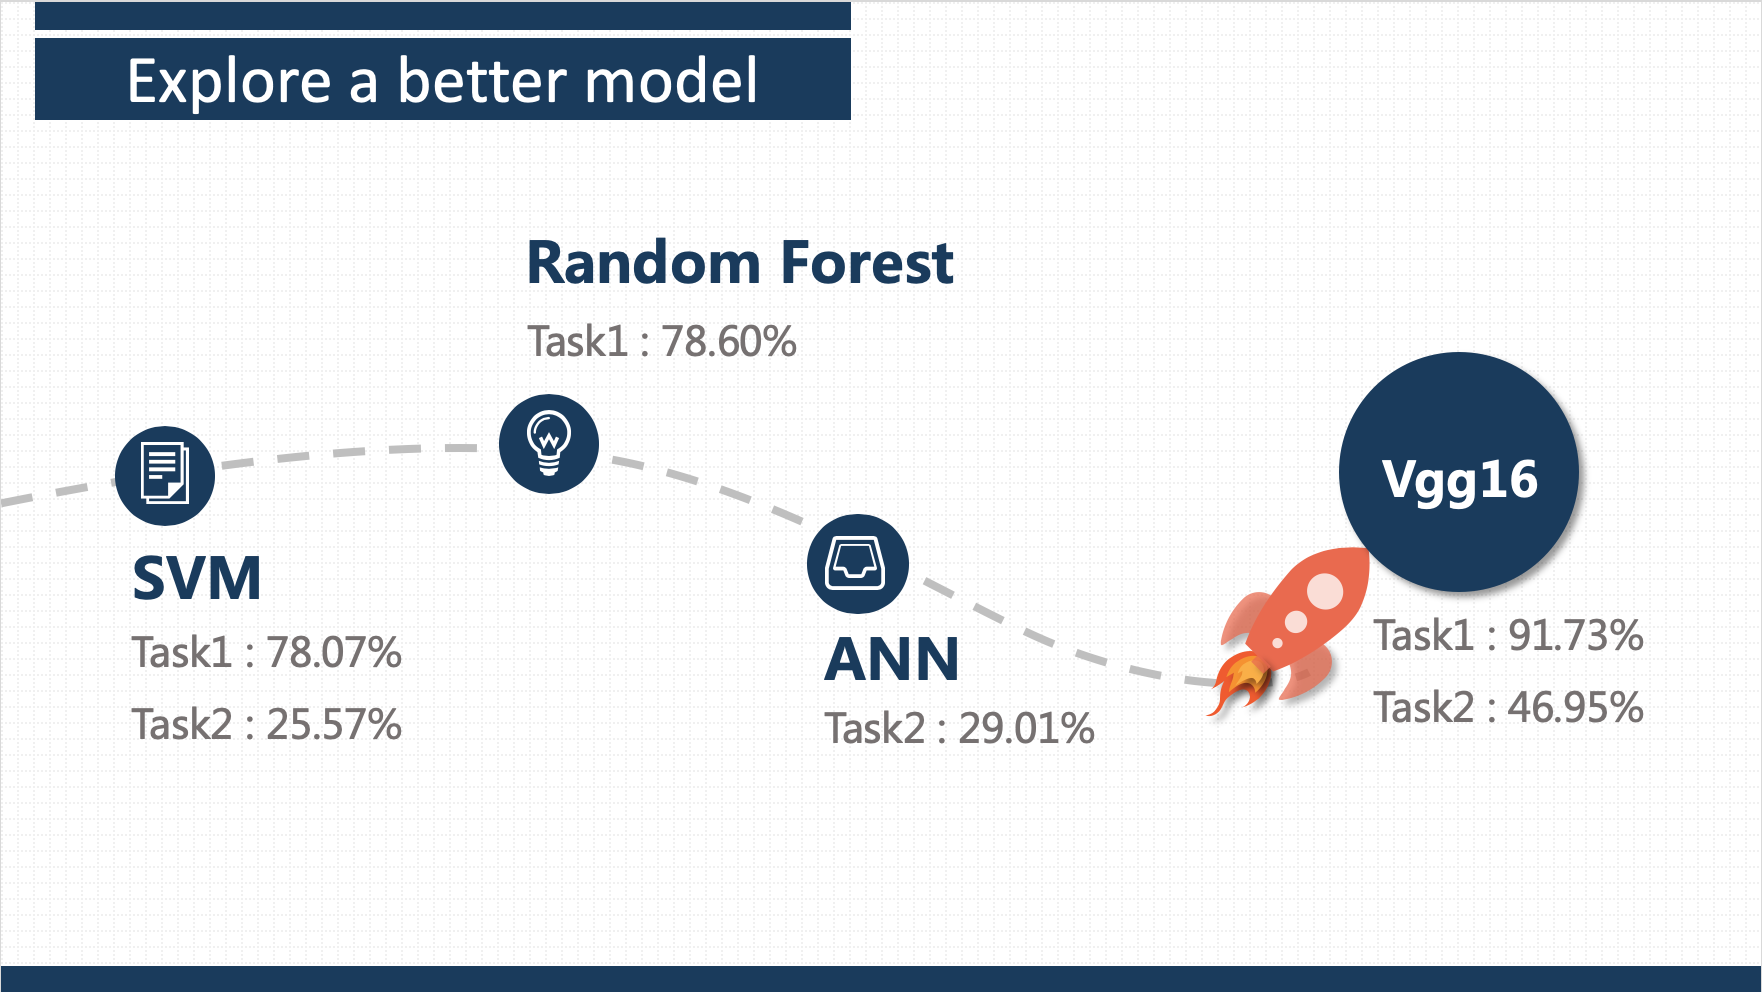 Explore a better model
Random Forest
Task1 : 78.60%
SVM
Task1 : 78.07%
Task2 : 25.57%
ANN
Task2 : 29.01%
Vgg16
Task1 : 91.73%
Task2 : 46.95%